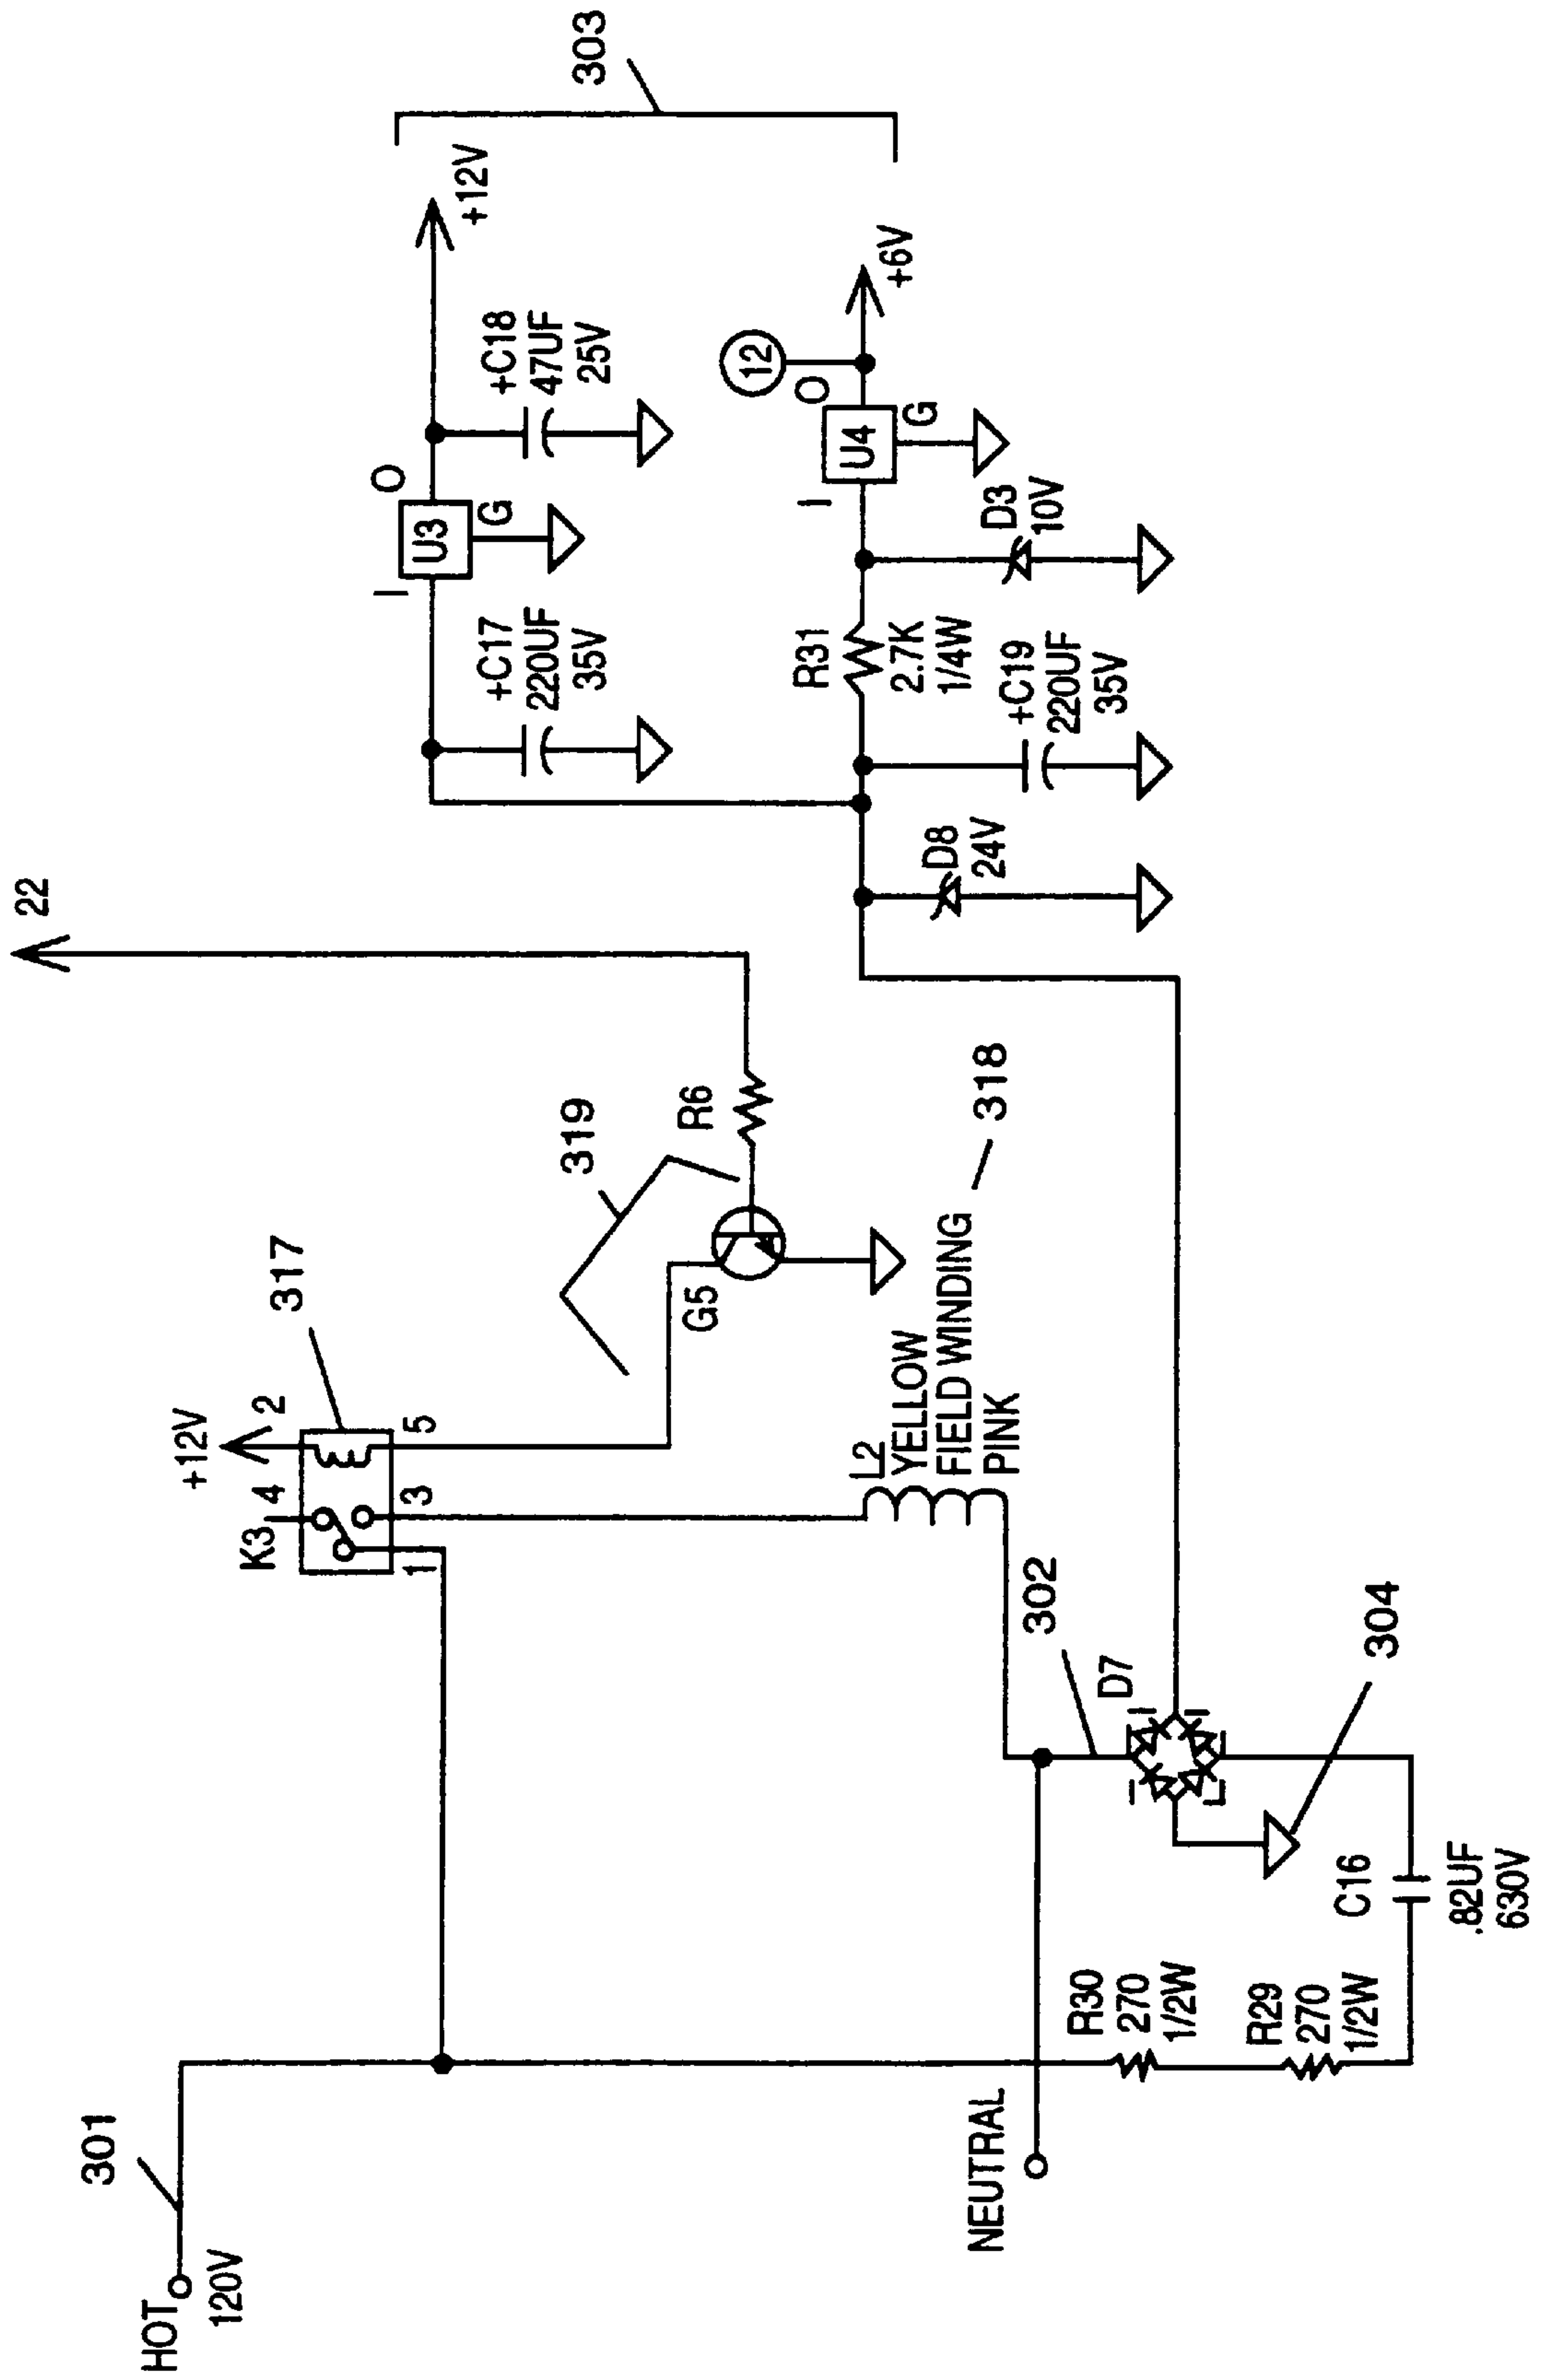 HOT
120V
301
K3
4
+12V
2
317
1
3
5
319
G5
R6
22
L2
YELLOW
FIELD WINDING
PINK
318
NEUTRAL
302
D7
304
R30
270
1/2W
R29
270
1/2W
C16
.82UF
630V
D8
24V
+C17
220UF
35V
I
U3
O
G
+C18
47UF
25V
+12V
303
R31
2.7K
1/4W
+C19
220UF
35V
D3
10V
I
U4
O
G
12
+6V